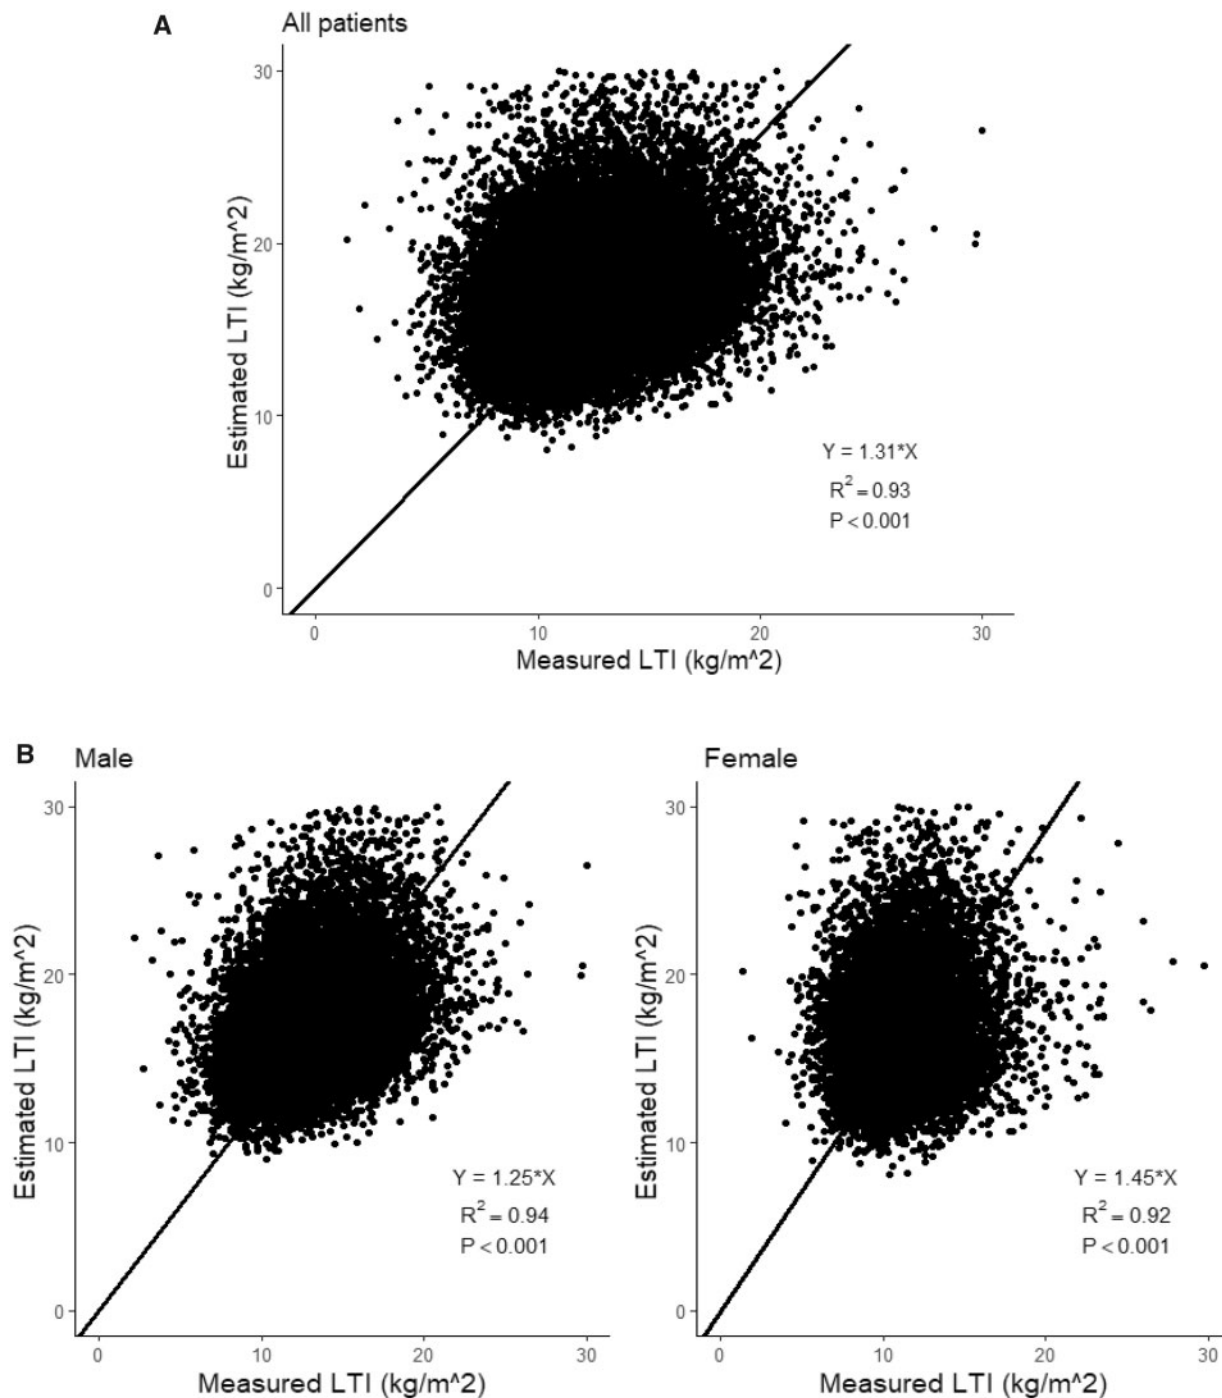 A
All patients
Estimated LTI (kg/m^2)
30
20
10
0
Y = 1.31*X
R² = 0.93
P < 0.001
0 10 20 30
Measured LTI (kg/m^2)
B
Male
Estimated LTI (kg/m^2)
30
20
10
0
Y = 1.25*X
R² = 0.94
P < 0.001
0 10 20 30
Measured LTI (kg/m^2)
Female
Estimated LTI (kg/m^2)
30
20
10
0
Y = 1.45*X
R² = 0.92
P < 0.001
0 10 20 30
Measured LTI (kg/m^2)